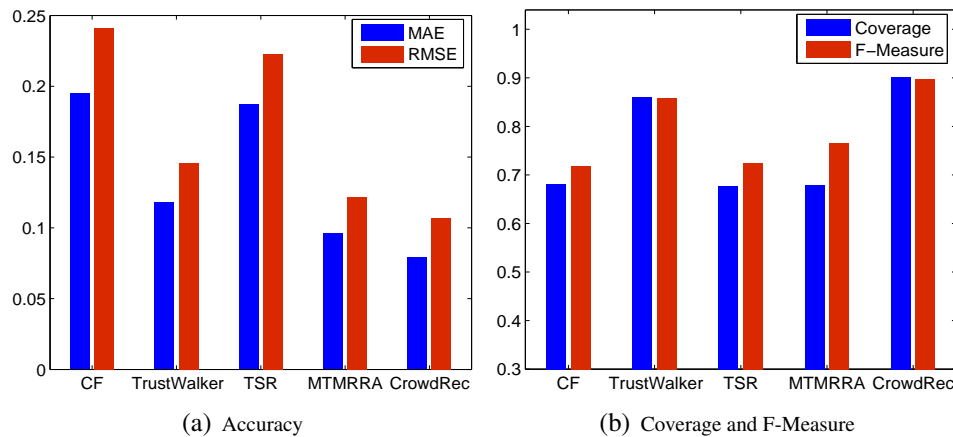 0.25
0.2
0.15
0.1
0.05
0
MAE
RMSE
CF TrustWalker TSR MTMRRA CrowdRec
(a) Accuracy
1
0.9
0.8
0.7
0.6
0.5
0.4
0.3
Coverage
F-Measure
CF TrustWalker TSR MTMRRA CrowdRec
(b) Coverage and F-Measure